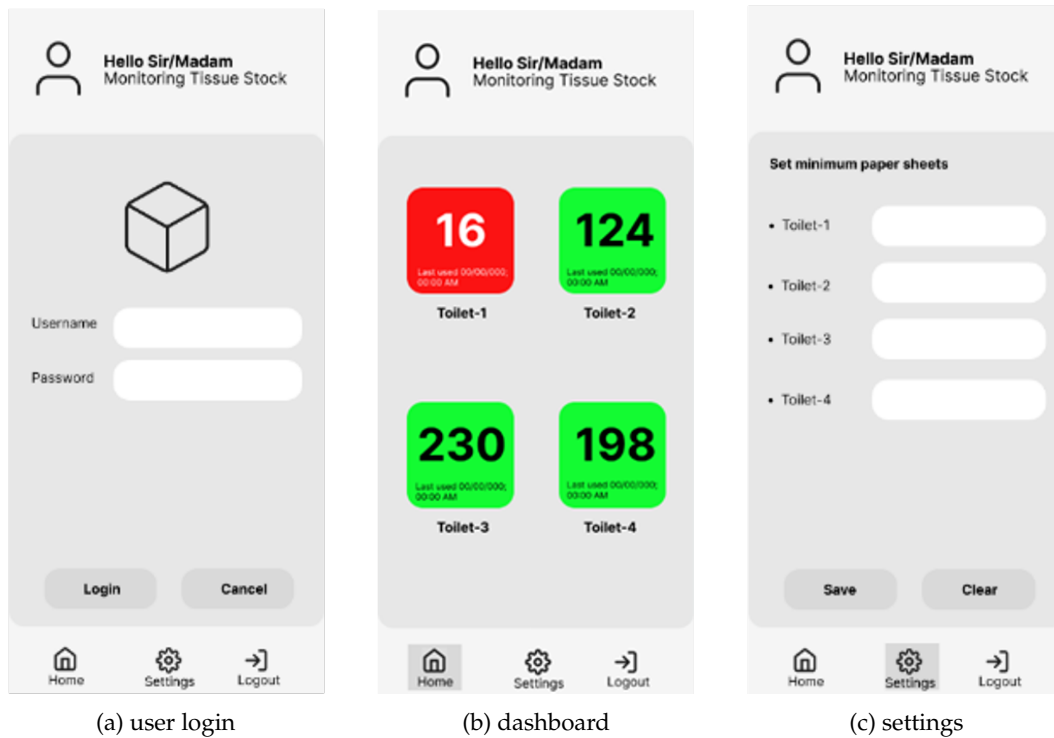 Hello Sir/Madam
Monitoring Tissue Stock
Username
Password
Login Cancel
Home Settings Logout
(a) user login
Hello Sir/Madam
Monitoring Tissue Stock
16
Last used 00/00/000;
00:00 AM
Toilet-1
124
Last used 00/00/000;
00:00 AM
Toilet-2
230
Last used 00/00/000;
00:00 AM
Toilet-3
198
Last used 00/00/000;
00:00 AM
Toilet-4
Home Settings Logout
(b) dashboard
Hello Sir/Madam
Monitoring Tissue Stock
Set minimum paper sheets
• Toilet-1
• Toilet-2
• Toilet-3
• Toilet-4
Save Clear
Home Settings Logout
(c) settings